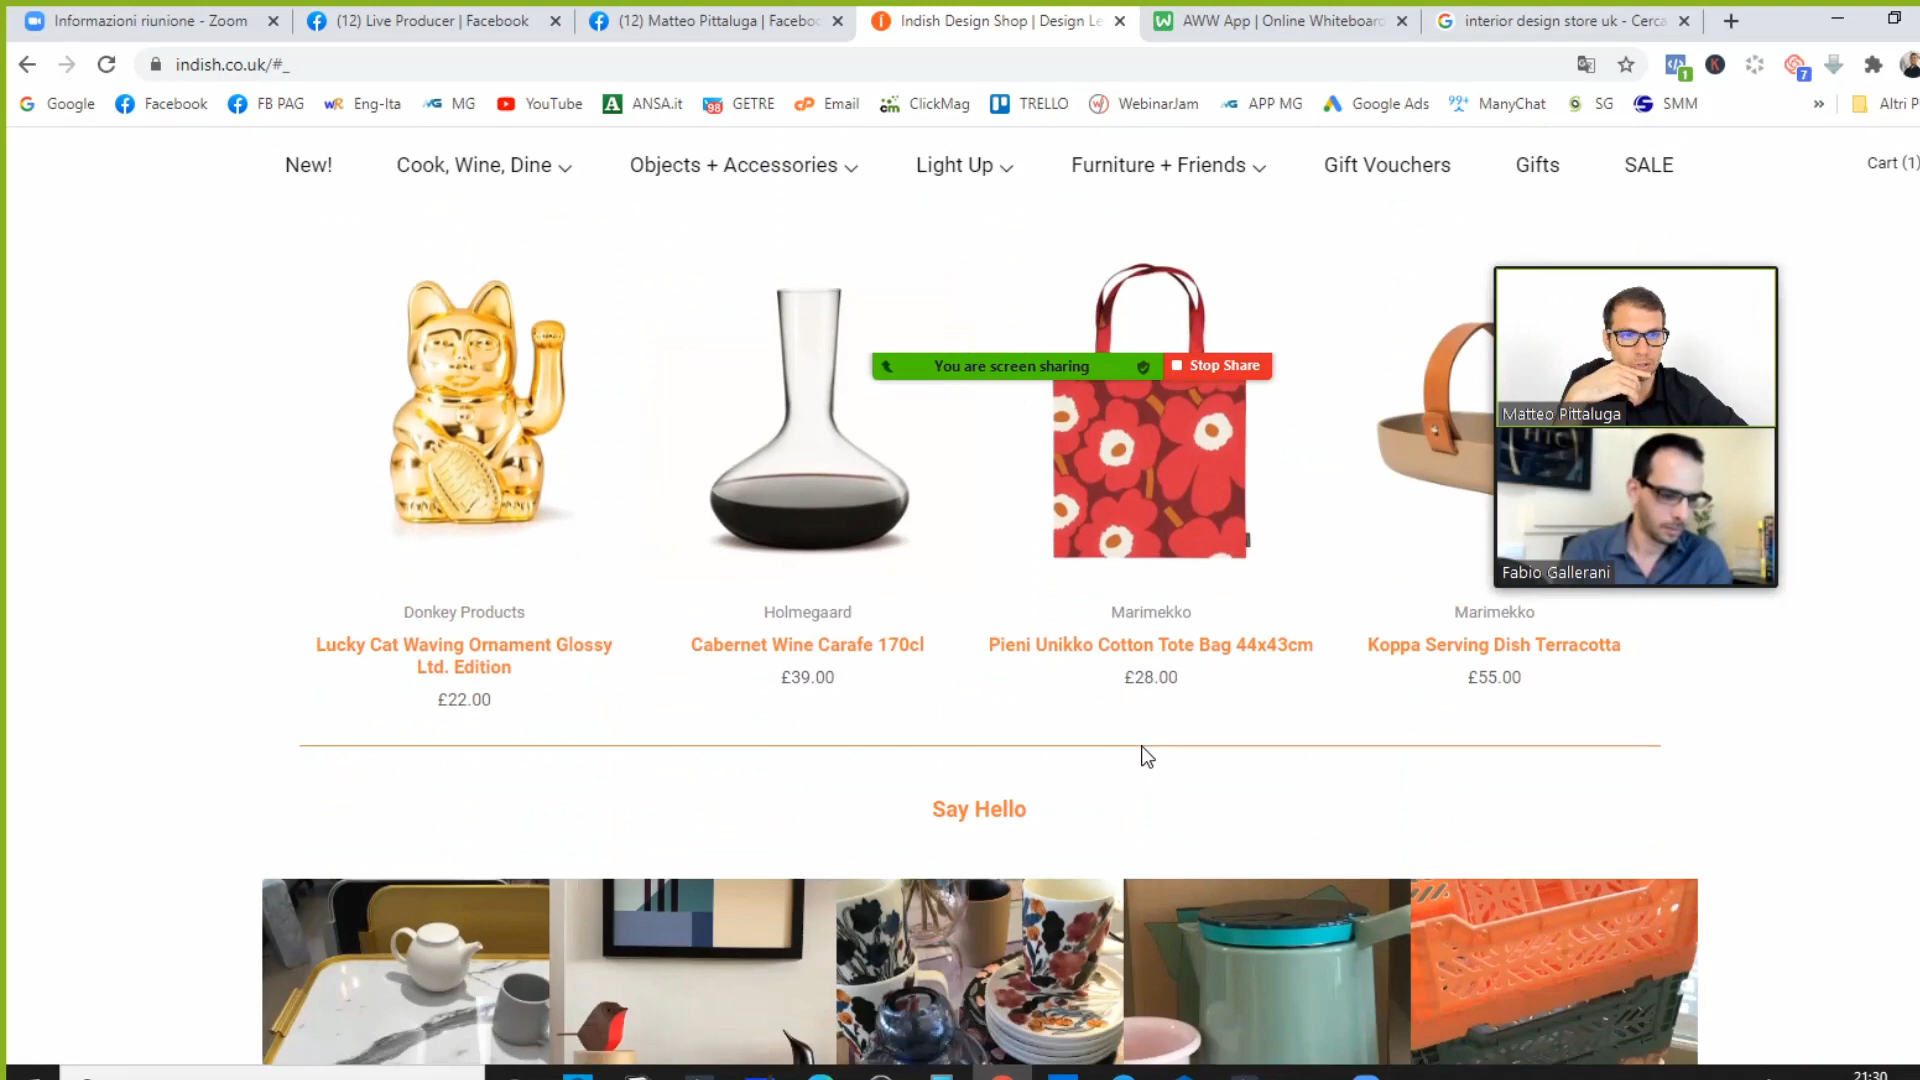 Informazioni riunione - Zoom
(12) Live Producer | Facebook
(12) Matteo Pittaluga | Faceboo
Indish Design Shop | Design Le
AWW App | Online Whiteboard
interior design store uk - Cerca
indish.co.uk/#_
Google
Facebook
FB PAG
Eng-Ita
MG
YouTube
ANSA.it
GETRE
Email
ClickMag
TRELLO
WebinarJam
APP MG
Google Ads
ManyChat
SG
SMM
»
Altri P
New!
Cook, Wine, Dine
Objects + Accessories
Light Up
Furniture + Friends
Gift Vouchers
Gifts
SALE
Cart (1)
You are screen sharing
Stop Share
Matteo Pittaluga
Fabio Gallerani
Donkey Products
Lucky Cat Waving Ornament Glossy
Ltd. Edition
£22.00
Holmegaard
Cabernet Wine Carafe 170cl
£39.00
Marimekko
Pieni Unikko Cotton Tote Bag 44x43cm
£28.00
Marimekko
Koppa Serving Dish Terracotta
£55.00
Say Hello
21:30